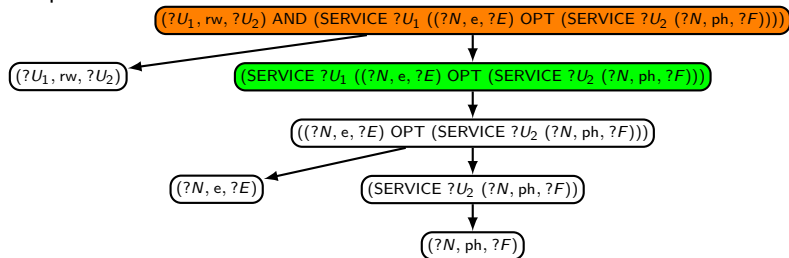 (?U₁, rw, ?U₂) AND (SERVICE ?U₁ ((?N, e, ?E) OPT (SERVICE ?U₂ (?N, ph, ?F))))
(?U₁, rw, ?U₂)
(SERVICE ?U₁ ((?N, e, ?E) OPT (SERVICE ?U₂ (?N, ph, ?F)))
((?N, e, ?E) OPT (SERVICE ?U₂ (?N, ph, ?F)))
(?N, e, ?E)
(SERVICE ?U₂ (?N, ph, ?F))
(?N, ph, ?F)